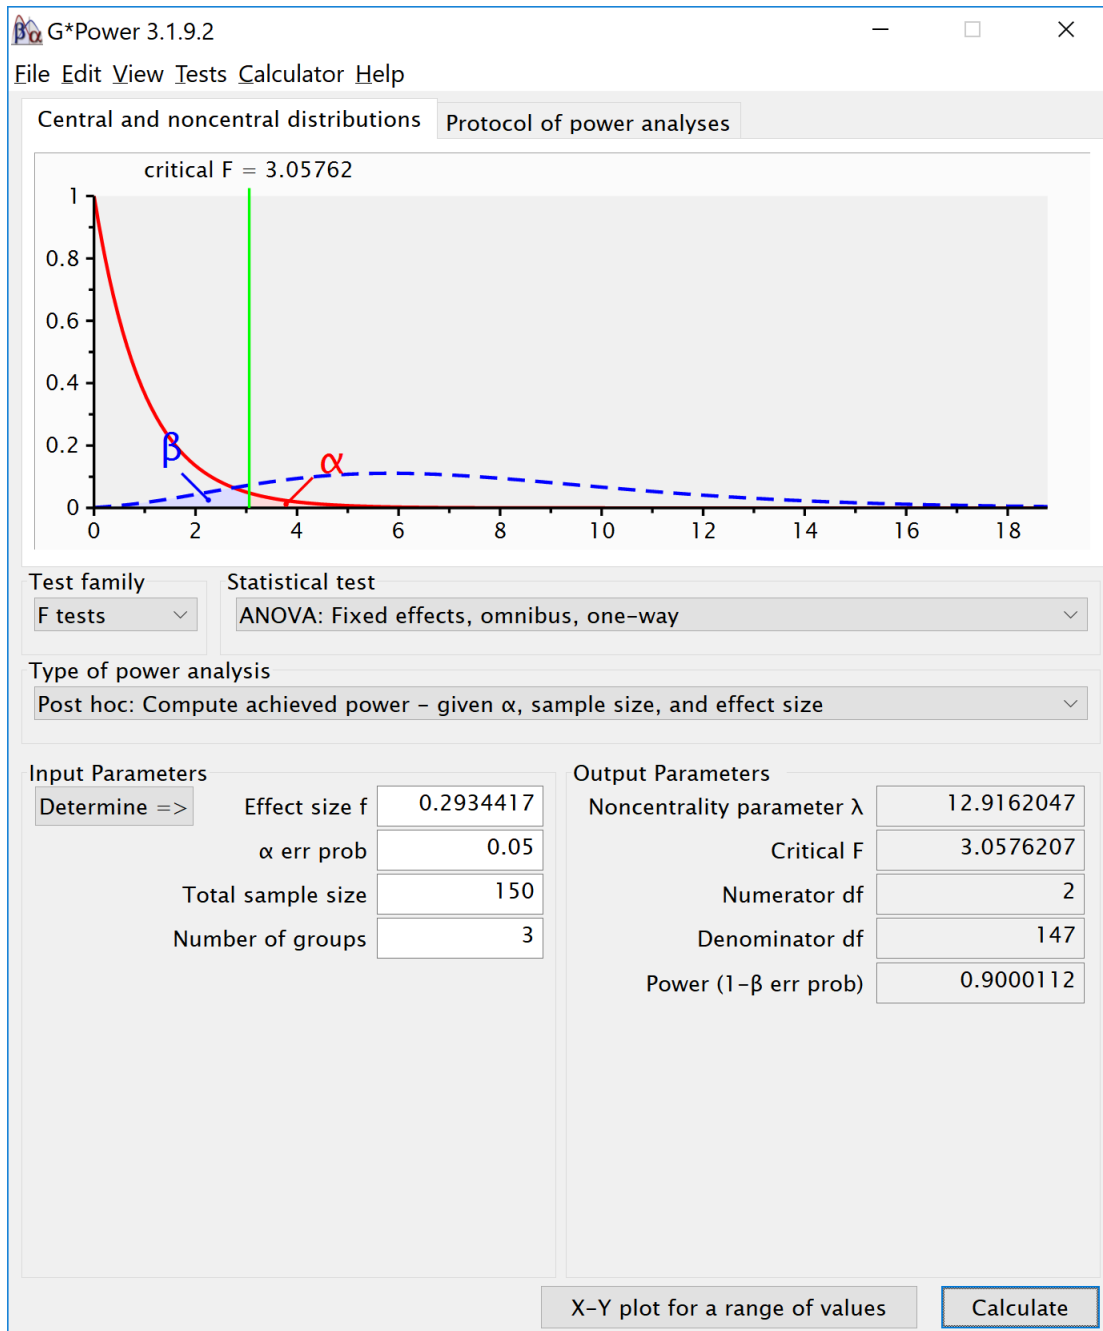 G*Power 3.1.9.2
File Edit View Tests Calculator Help
Central and noncentral distributions Protocol of power analyses
critical F = 3.05762
1
0.8
0.6
0.4
0.2
0
β
α
0 2 4 6 8 10 12 14 16 18
Test family
F tests
Statistical test
ANOVA: Fixed effects, omnibus, one-way
Type of power analysis
Post hoc: Compute achieved power - given α, sample size, and effect size
Input Parameters
Determine => Effect size f 0.2934417
α err prob 0.05
Total sample size 150
Number of groups 3
Output Parameters
Noncentrality parameter λ 12.9162047
Critical F 3.0576207
Numerator df 2
Denominator df 147
Power (1-β err prob) 0.9000112
X-Y plot for a range of values Calculate